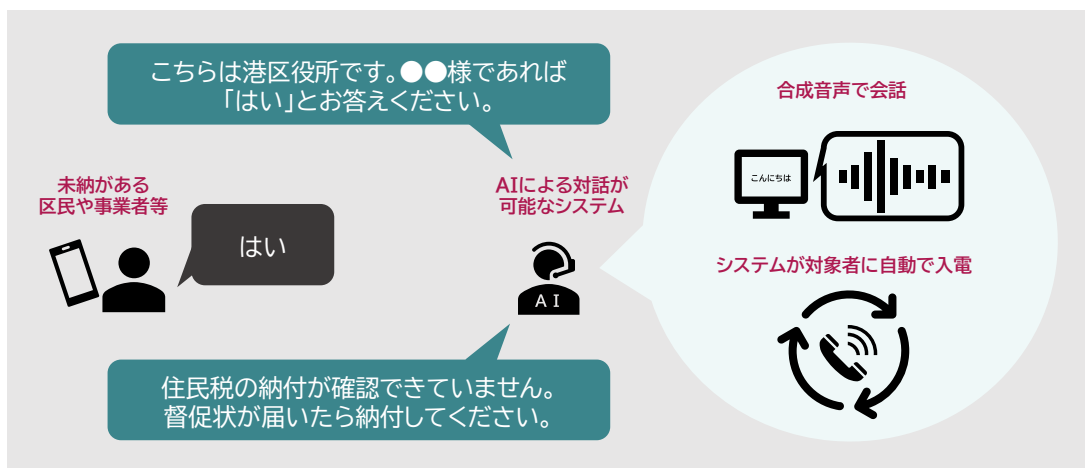 こちらは港区役所です。●●様であれば
「はい」とお答えください。
未納がある
区民や事業者等
はい
AIによる対話が
可能なシステム
AI
住民税の納付が確認できていません。
督促状が届いたら納付してください。
合成音声で会話
こんにちは
システムが対象者に自動で入電